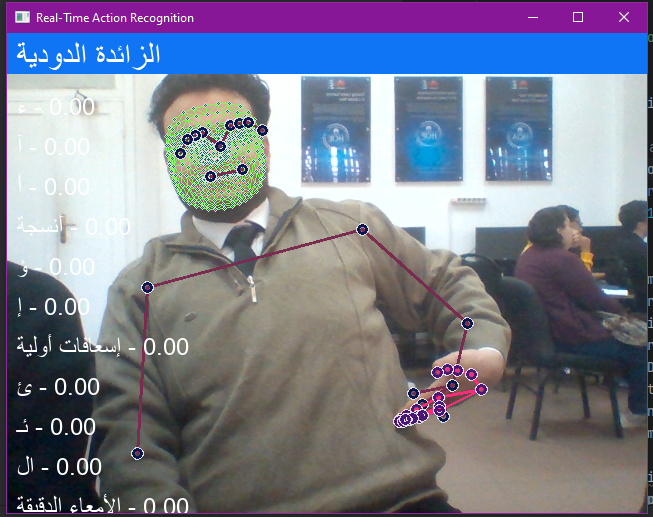 Real-Time Action Recognition
الزائدة الدودية
ء - 0.00
آ - 0.00
أ - 0.00
أنسجة - 0.00
ؤ - 0.00
إ - 0.00
إسعافات أولية - 0.00
ئ - 0.00
ئـ - 0.00
ال - 0.00
الأمعاء الدقيقة - 0.00